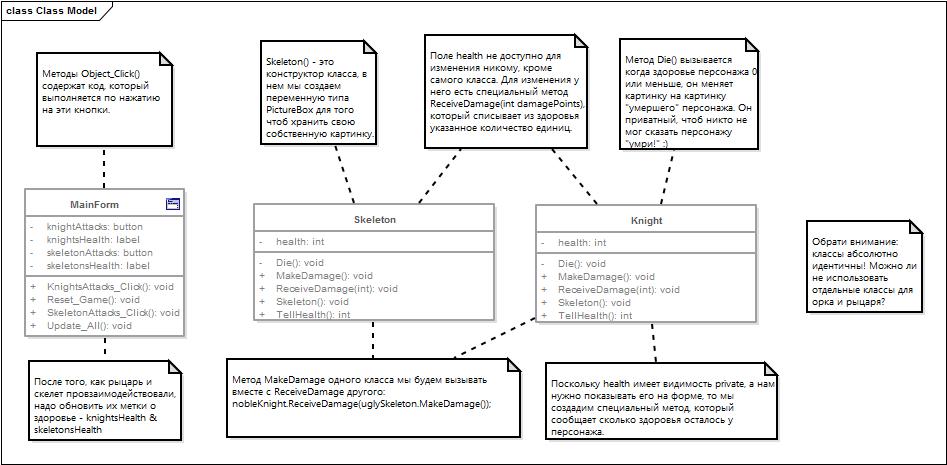 class Class Model
Методы Object_Click()
содержат код, который
выполняется по нажатию
на эти кнопки.
Skeleton() - это
конструктор класса, в
нем мы создаем
переменную типа
PictureBox для того
чтоб хранить свою
собственную картинку.
Поле health не доступно для
изменения никому, кроме
самого класса. Для изменения у
него есть специальный метод
ReceiveDamage(int damagePoints),
который списывает из здоровья
указанное количество единиц.
Метод Die() вызывается
когда здоровье персонажа 0
или меньше, он меняет
картинку на картинку
"умершего" персонажа. Он
приватный, чтоб никто не
мог сказать персонажу
"умри!" :)
MainForm
- knightAttacks: button
- knightsHealth: label
- skeletonAttacks: button
- skeletonsHealth: label
+ KnightsAttacks_Click(): void
+ Reset_Game(): void
+ SkeletonAttacks_Click(): void
+ Update_All(): void
Skeleton
- health: int
- Die(): void
+ MakeDamage(): void
+ ReceiveDamage(int): void
+ Skeleton(): void
+ TellHealth(): int
Knight
- health: int
- Die(): void
+ MakeDamage(): void
+ ReceiveDamage(int): void
+ Skeleton(): void
+ TellHealth(): int
Обрати внимание:
классы абсолютно
идентичны! Можно ли
не использовать
отдельные классы для
орка и рыцаря?
После того, как рыцарь и
скелет провзаимодействовали,
надо обновить их метки о
здоровье - knightsHealth &
skeletonsHealth
Метод MakeDamage одного класса мы будем вызывать
вместе с ReceiveDamage другого:
nobleKnight.ReceiveDamage(uglySkeleton.MakeDamage());
Поскольку health имеет видимость private, а нам
нужно показывать его на форме, то мы
создадим специальный метод, который
сообщает сколько здоровья осталось у
персонажа.